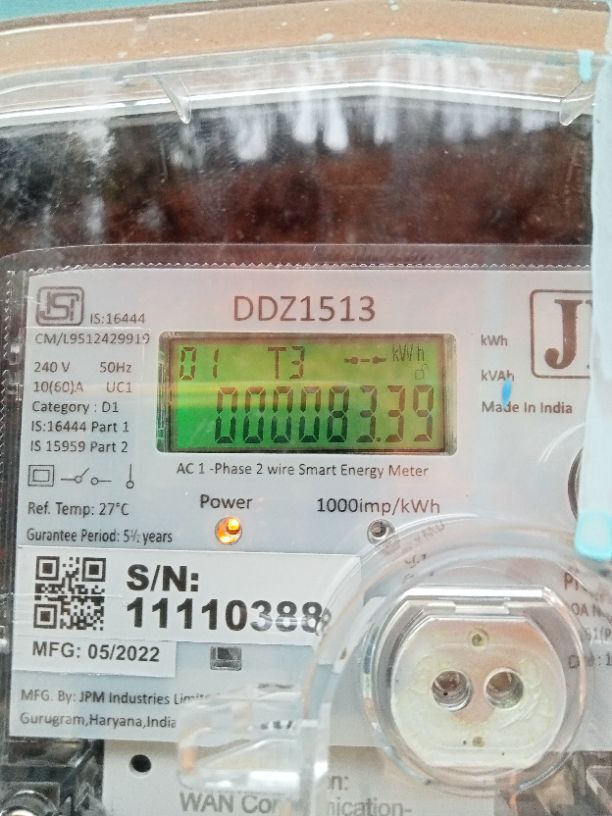 IS:16444
DDZ1513
CM/L9512429919
240 V 50Hz
10(60)A UC1
Category : D1
IS:16444 Part 1
IS 15959 Part 2
01 T3 kWh
000083.39
kWh
kVAh
Made In India
AC 1 -Phase 2 wire Smart Energy Meter
Ref. Temp: 27°C
Power
1000imp/kWh
Gurantee Period: 5½ years
S/N:
11110388
MFG: 05/2022
MFG. By: JPM Industries
Gurugram,Haryana,India
WAN